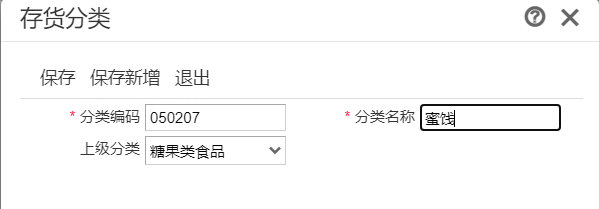 存货分类
保存 保存新增 退出
* 分类编码 050207 * 分类名称 蜜饯
上级分类 糖果类食品